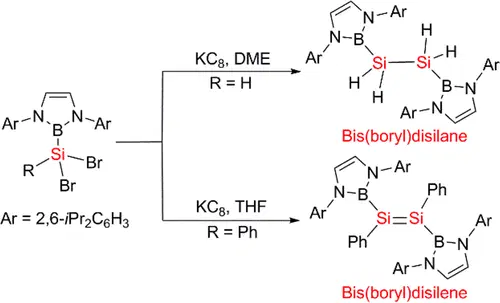 Ar
N
B
N
Ar
Si
R
Br
Br
Ar = 2,6-iPr₂C₆H₃
KC₈, DME
R = H
KC₈, THF
R = Ph
N
Ar
N
B
Ar
H
H
H
Si
Si
H
Ar
N
B
N
Ar
Bis(boryl)disilane
N
Ar
N
B
Ar
Ph
Si=Si
Ph
B
N
Ar
Ar
N
Bis(boryl)disilene